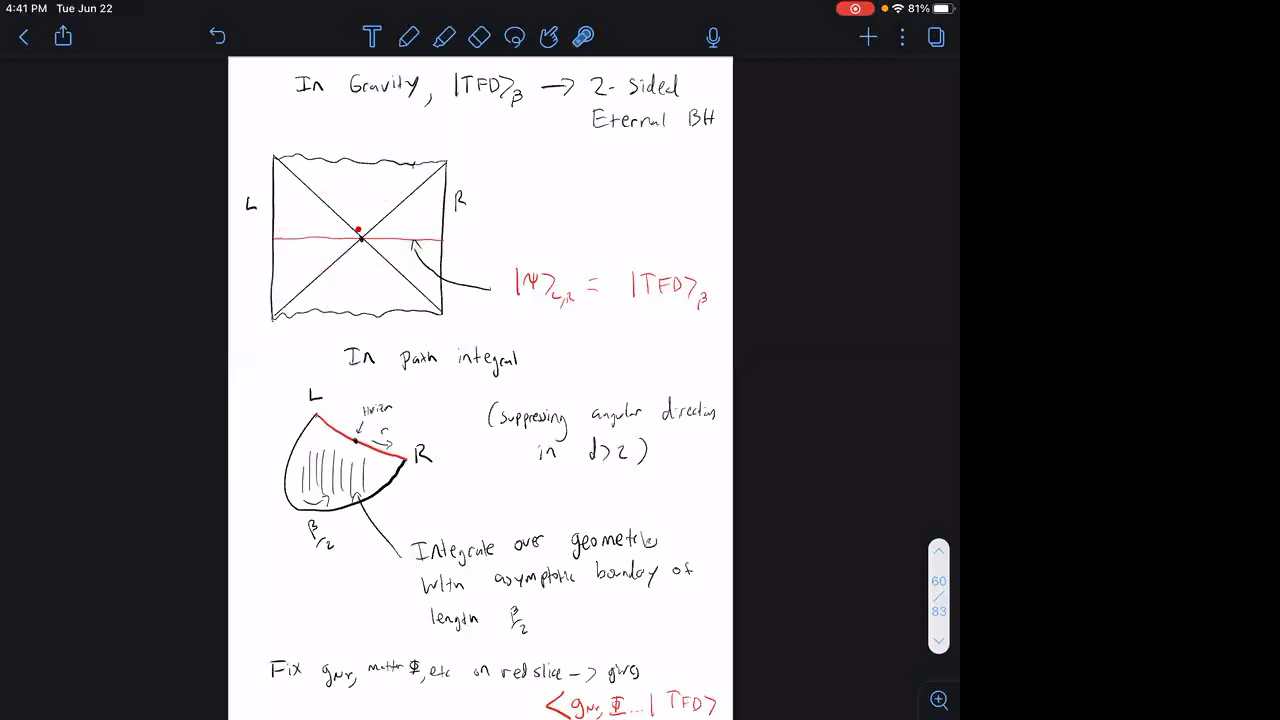 4:41 PM Tue Jun 22
81%
In Gravity, |TFD⟩β → 2-sided
Eternal BH
L
R
|Ψ⟩L,R = |TFD⟩β
In path integral
L
Horizn
r
R
(suppressing angular direction
in d>2)
β/2
Integrate over geometries
with asymptotic boundary of
length β/2
60
/
83
Fix gμν, matter Φ, etc on red slice → gives
<gμν, Φ...| TFD>